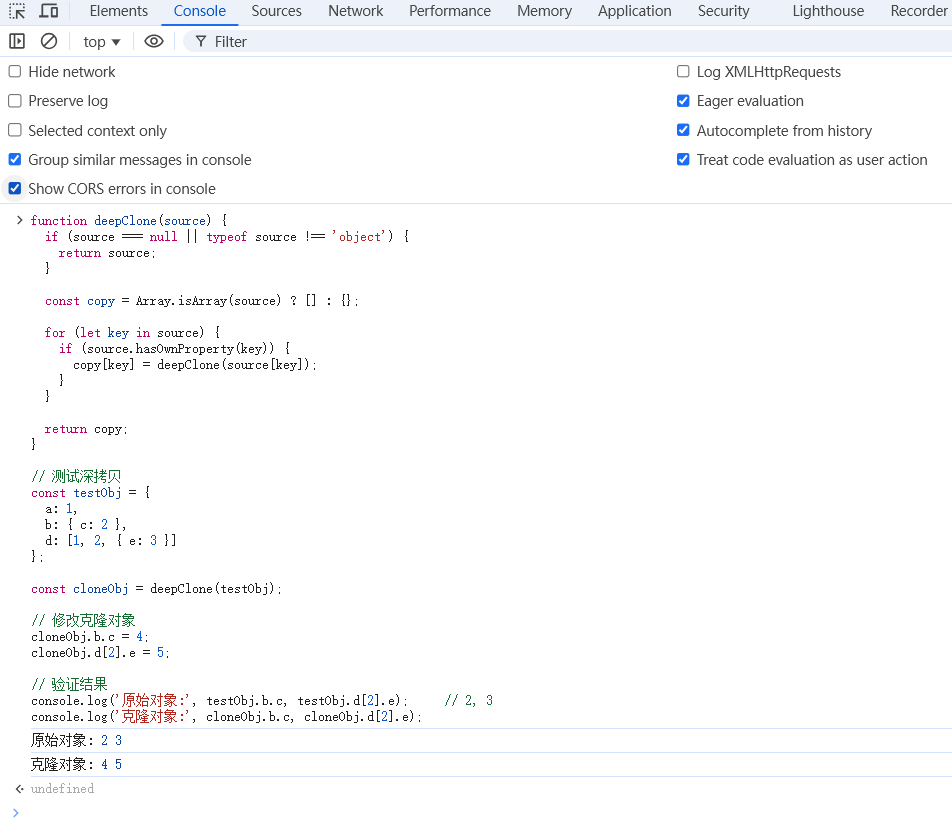 Elements Console Sources Network Performance Memory Application Security Lighthouse Recorder
top ▼ Filter
Hide network Log XMLHttpRequests
Preserve log Eager evaluation
Selected context only Autocomplete from history
Group similar messages in console Treat code evaluation as user action
Show CORS errors in console
> function deepClone(source) {
  if (source === null || typeof source !== 'object') {
    return source;
  }

  const copy = Array.isArray(source) ? [] : {};

  for (let key in source) {
    if (source.hasOwnProperty(key)) {
      copy[key] = deepClone(source[key]);
    }
  }

  return copy;
}

// 测试深拷贝
const testObj = {
  a: 1,
  b: { c: 2 },
  d: [1, 2, { e: 3 }]
};

const cloneObj = deepClone(testObj);

// 修改克隆对象
cloneObj.b.c = 4;
cloneObj.d[2].e = 5;

// 验证结果
console.log('原始对象:', testObj.b.c, testObj.d[2].e);     // 2, 3
console.log('克隆对象:', cloneObj.b.c, cloneObj.d[2].e);
原始对象: 2 3
克隆对象: 4 5
undefined
>